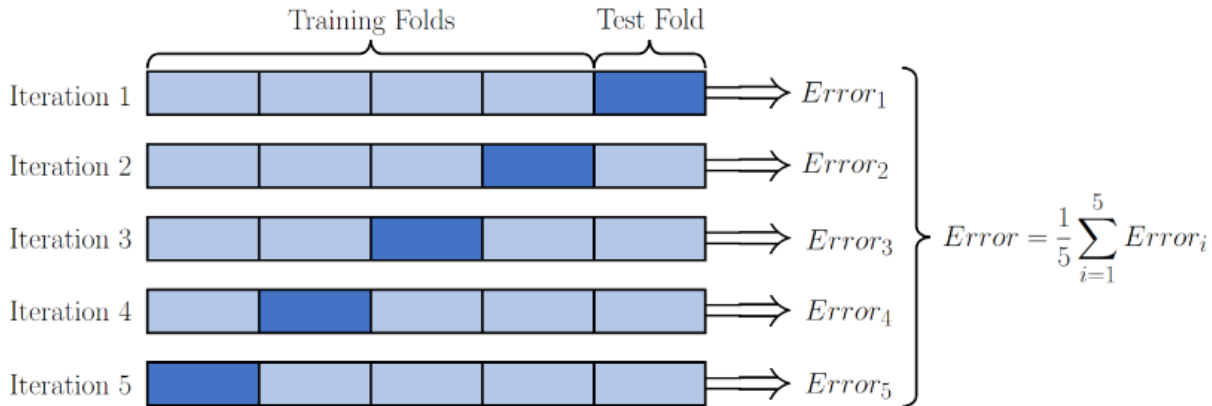 Training Folds Test Fold
Iteration 1 Error₁
Iteration 2 Error₂
Iteration 3 Error₃
Error = 1/5 ∑_{i=1}^{5} Errorᵢ
Iteration 4 Error₄
Iteration 5 Error₅